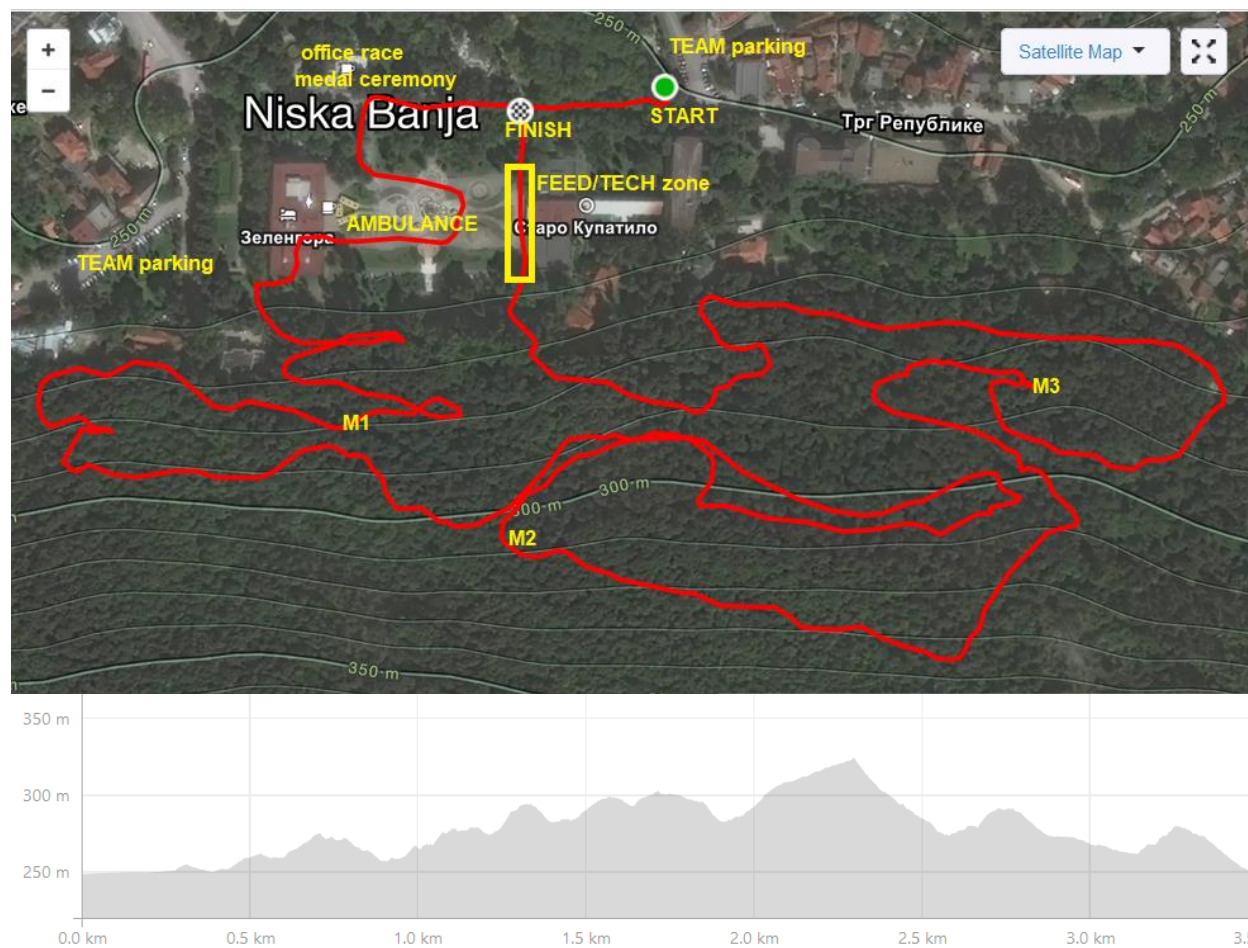 +
−
250 m
TEAM parking
Satellite Map
office race
medal ceremony
Niska Banja
FINISH
START
Трг Републике
250 m
FEED/TECH zone
AMBULANCE
Старо Купатило
Зеленгора
250 m
TEAM parking
M1
M3
300 m
300 m
M2
350 m
350 m
300 m
250 m
0.0 km
0.5 km
1.0 km
1.5 km
2.0 km
2.5 km
3.0 km